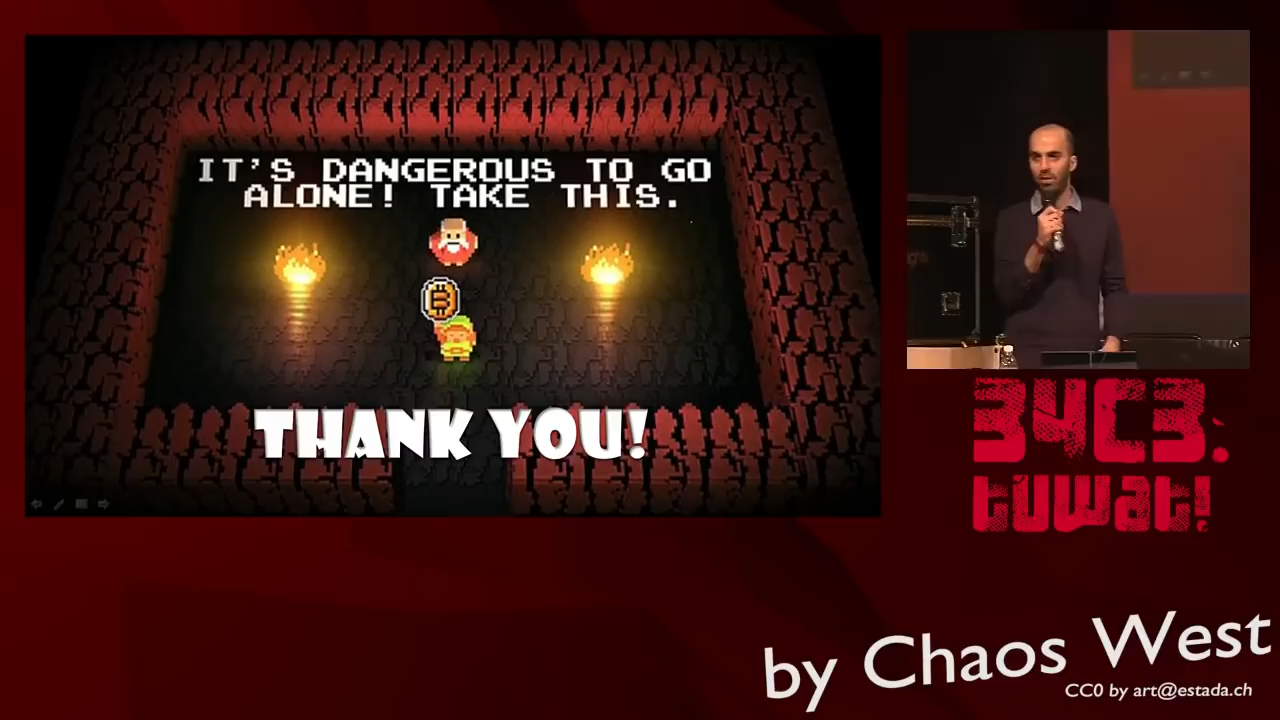 IT'S DANGEROUS TO GO
ALONE! TAKE THIS.
B
THANK YOU!
34C3:
tuwat!
by Chaos West
CC0 by art@estada.ch